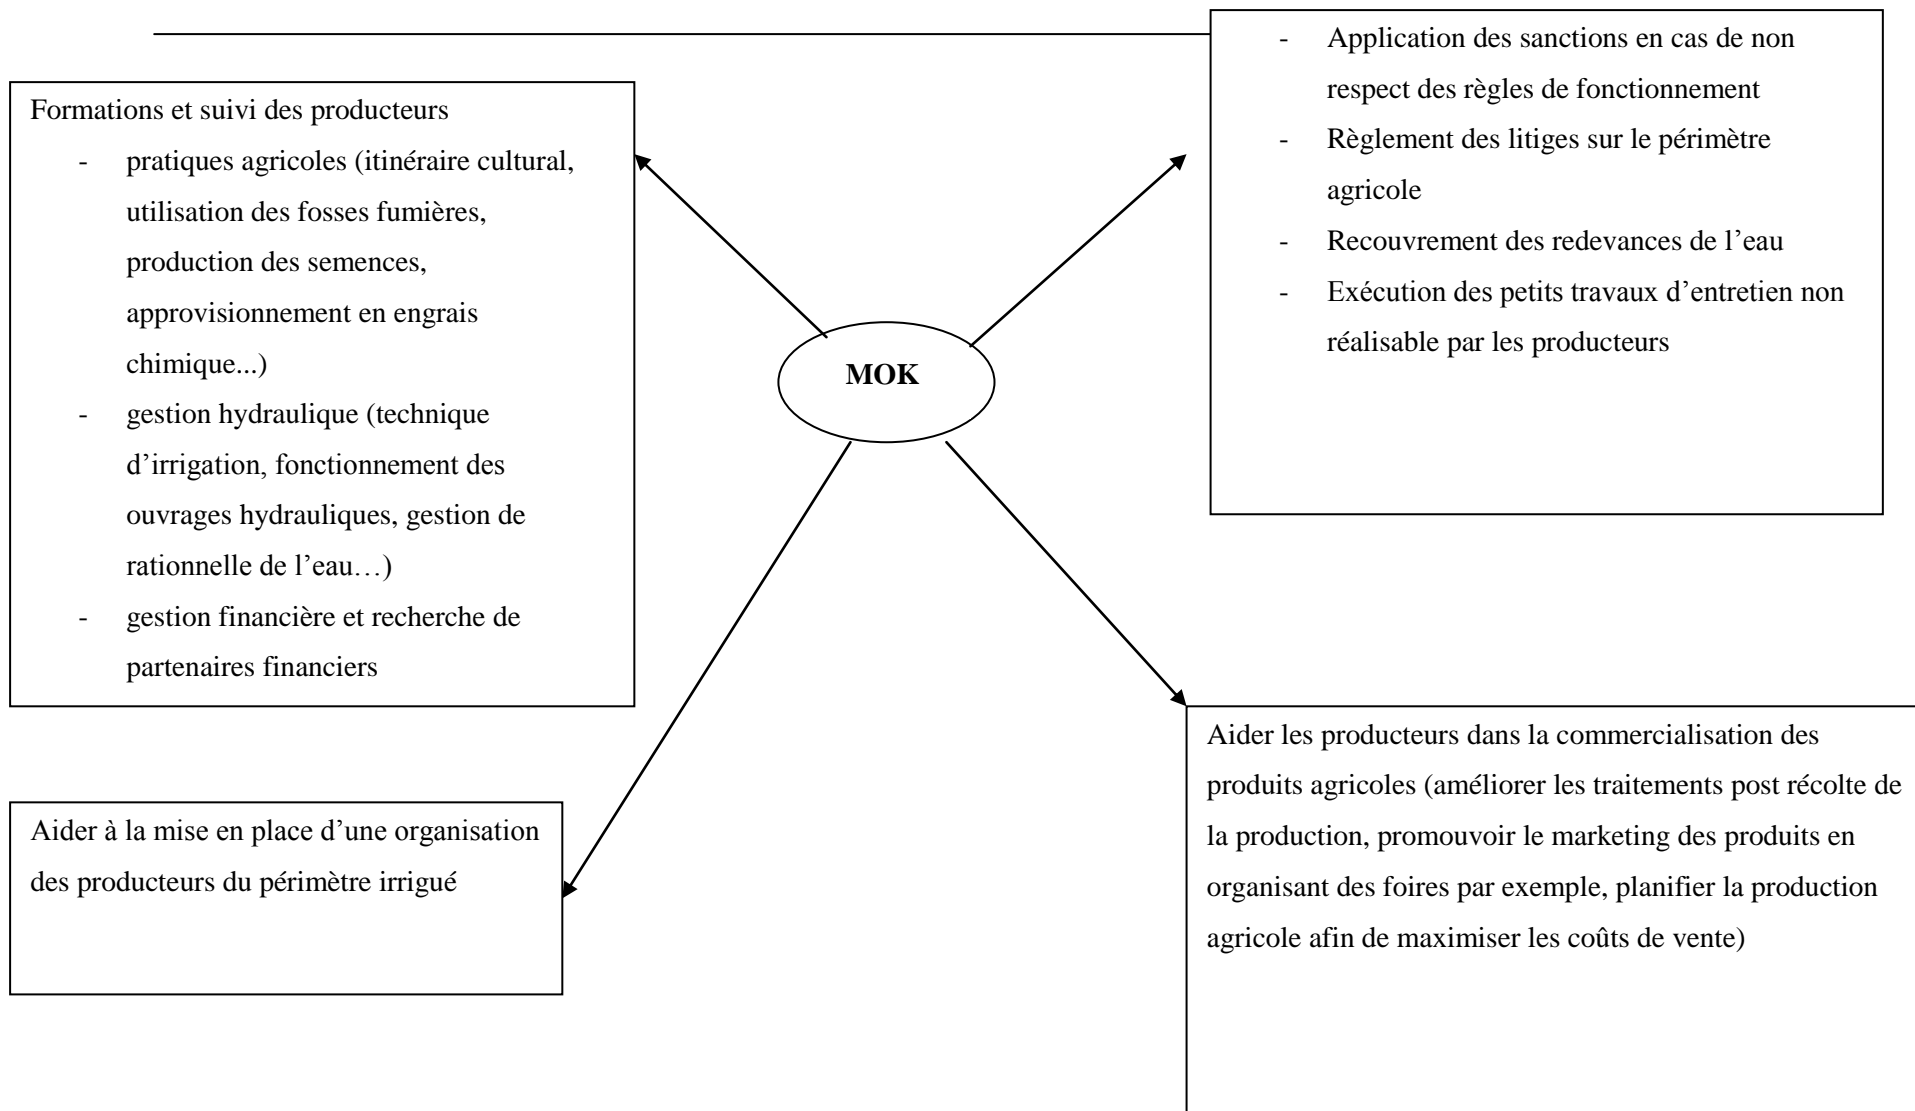 Formations et suivi des producteurs
- pratiques agricoles (itinéraire cultural,
utilisation des fosses fumières,
production des semences,
approvisionnement en engrais
chimique...)
- gestion hydraulique (technique
d’irrigation, fonctionnement des
ouvrages hydrauliques, gestion de
rationnelle de l’eau…)
- gestion financière et recherche de
partenaires financiers
- Application des sanctions en cas de non
respect des règles de fonctionnement
- Règlement des litiges sur le périmètre
agricole
- Recouvrement des redevances de l’eau
- Exécution des petits travaux d’entretien non
réalisable par les producteurs
MOK
Aider à la mise en place d’une organisation
des producteurs du périmètre irrigué
Aider les producteurs dans la commercialisation des
produits agricoles (améliorer les traitements post récolte de
la production, promouvoir le marketing des produits en
organisant des foires par exemple, planifier la production
agricole afin de maximiser les coûts de vente)